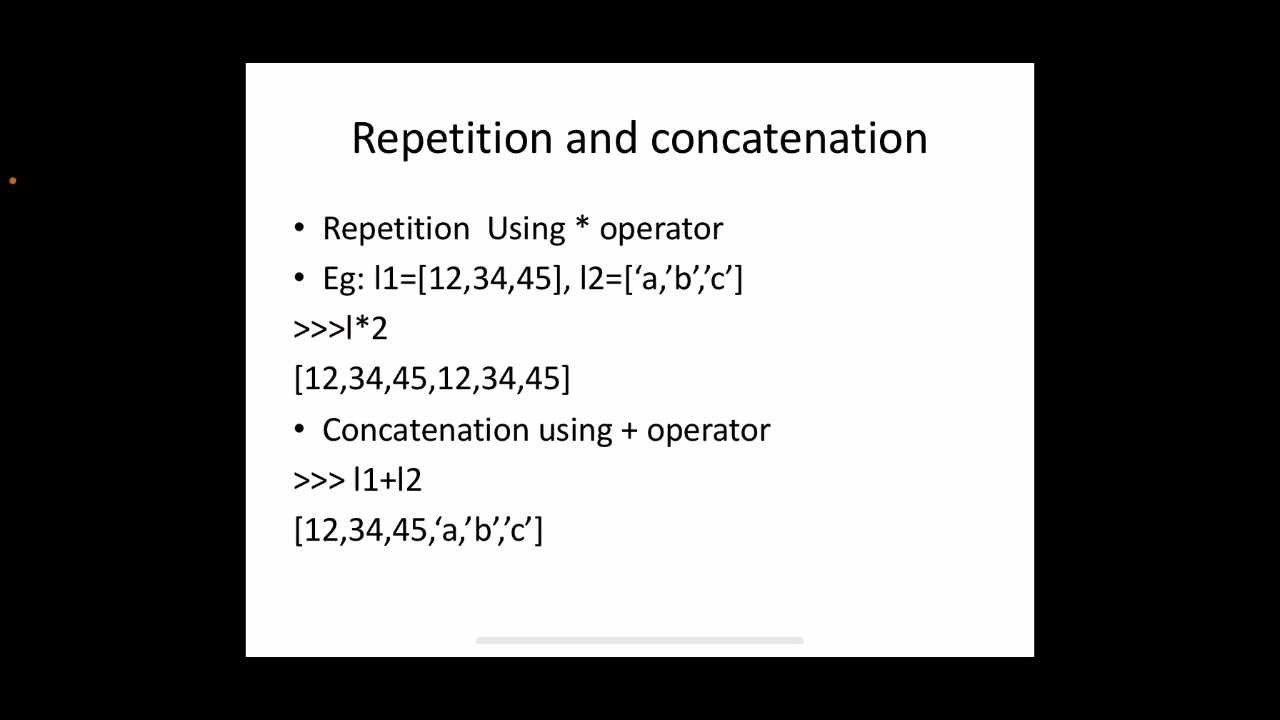 Repetition and concatenation
• Repetition  Using * operator
• Eg: l1=[12,34,45], l2=[‘a,’b’,’c’]
>>>l*2
[12,34,45,12,34,45]
• Concatenation using + operator
>>> l1+l2
[12,34,45,‘a,’b’,’c’]